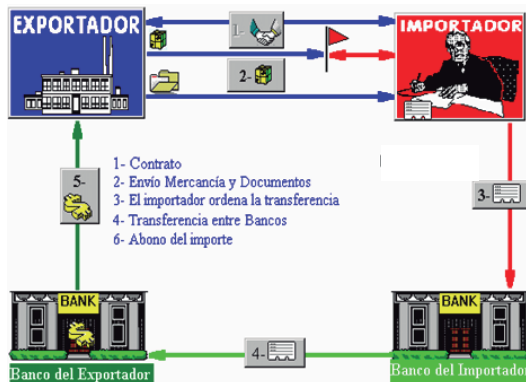 EXPORTADOR
1-
IMPORTADOR
2-
5-
1- Contrato
2- Envío Mercancía y Documentos
3- El importador ordena la transferencia
4- Transferencia entre Bancos
6- Abono del importe
3-
BANK
BANK
4-
Banco del Exportador
Banco del Importador